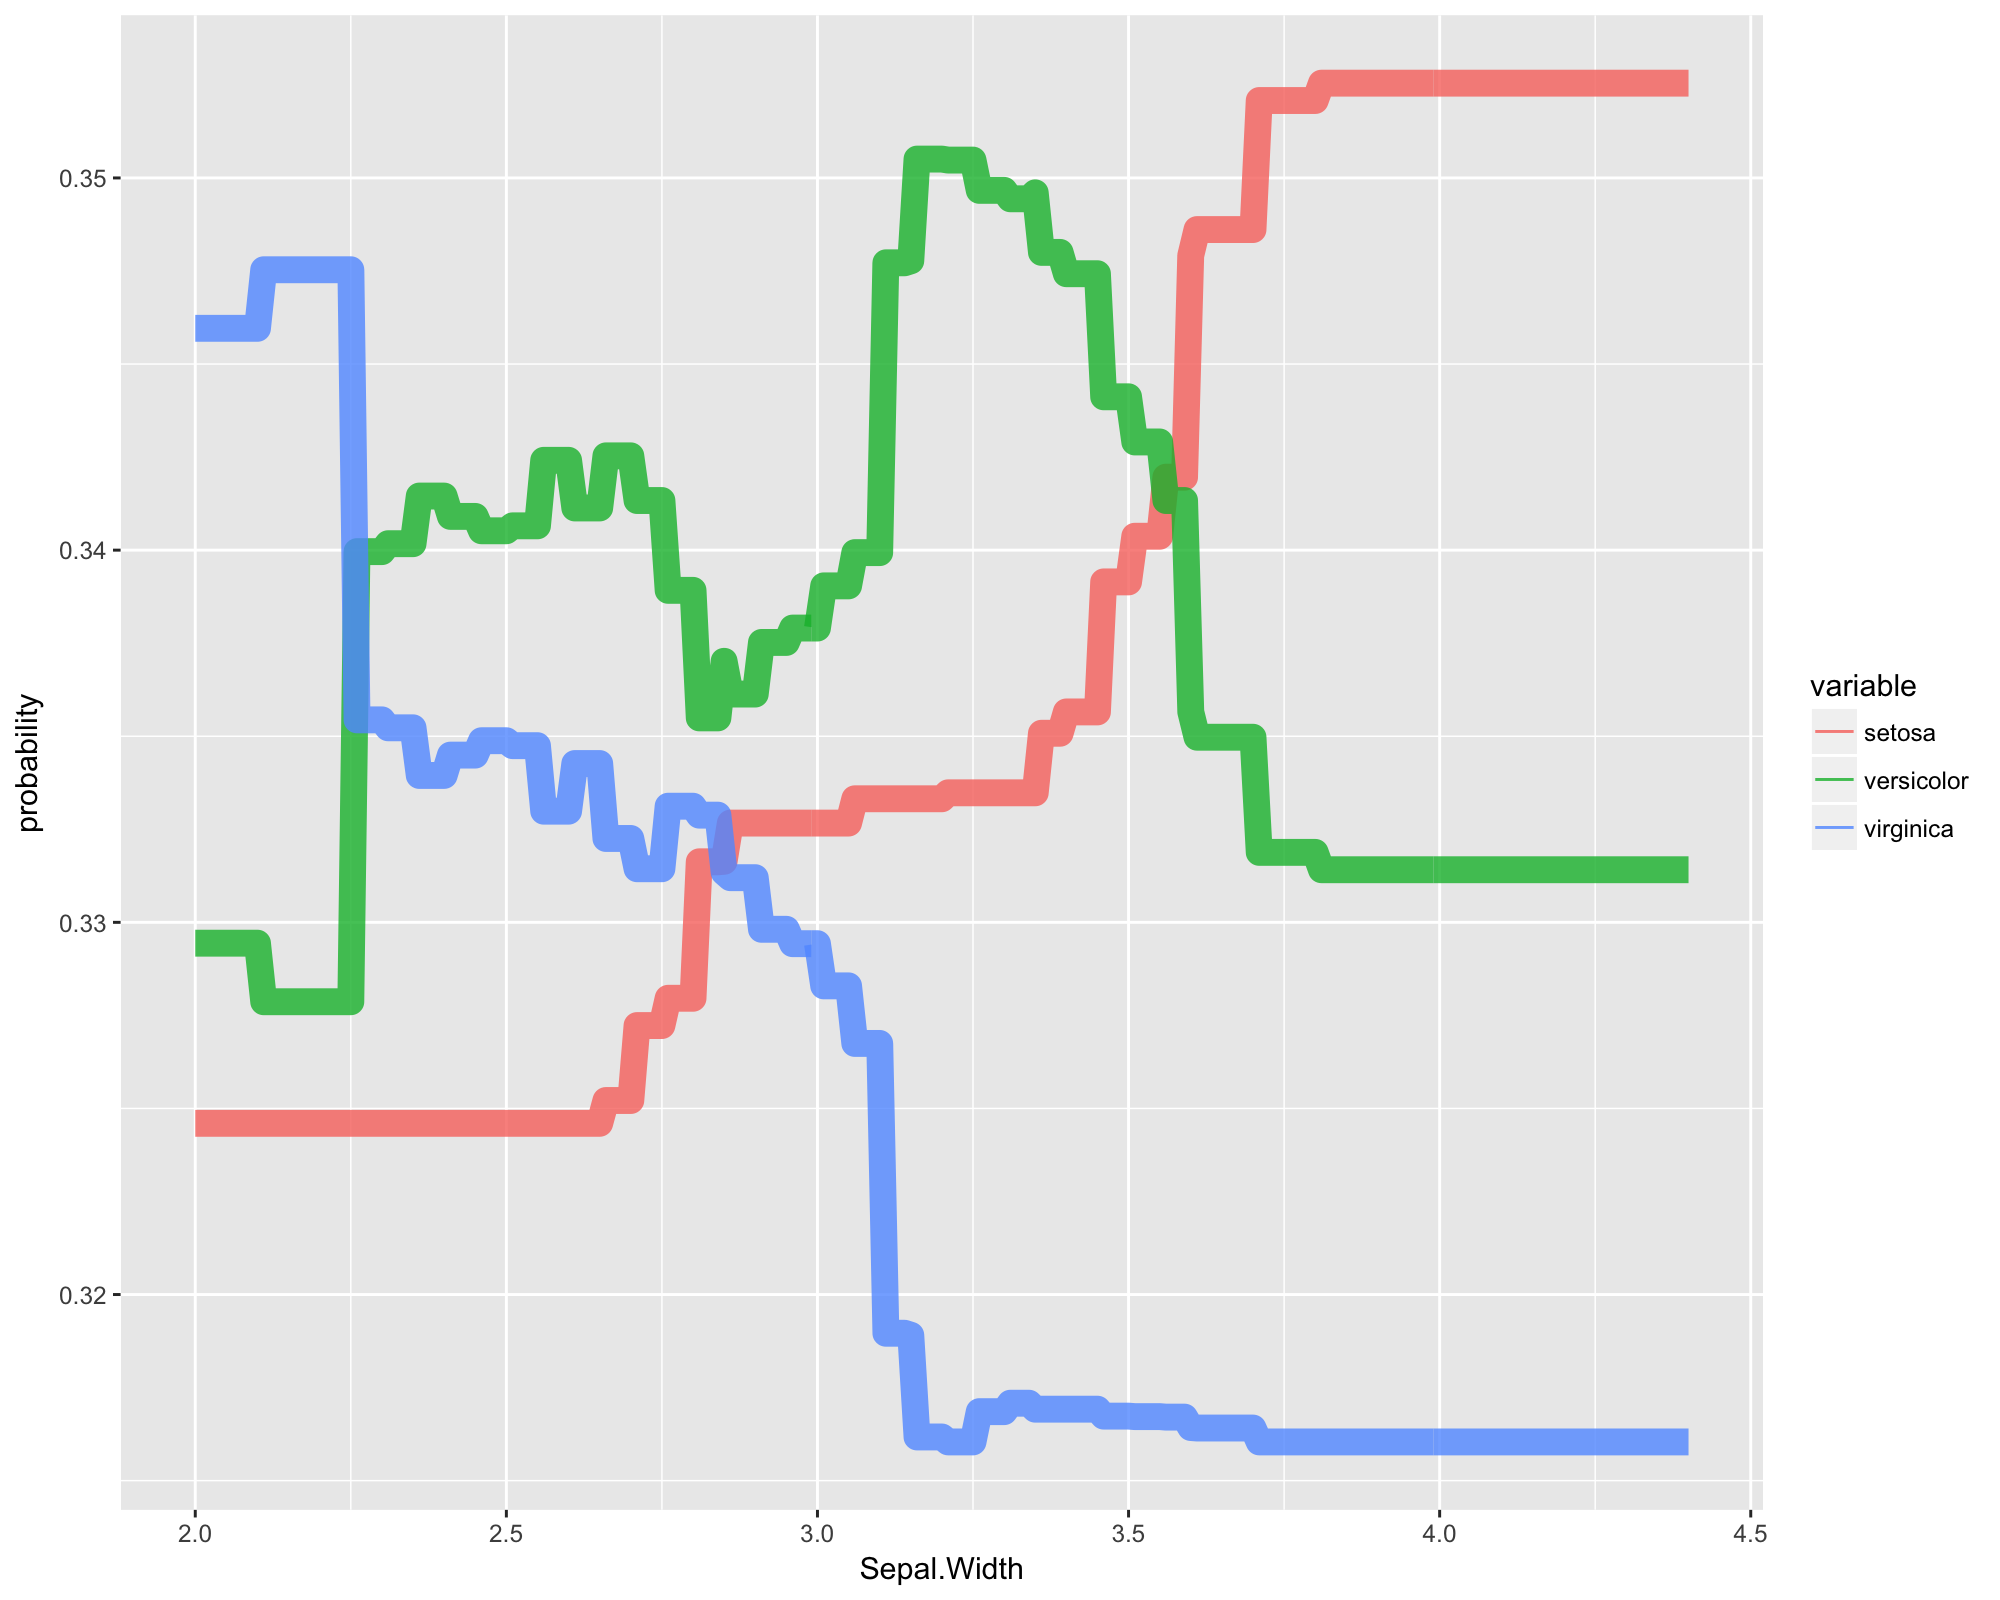 0.35
0.34
0.33
0.32
probability
2.0 2.5 3.0 3.5 4.0 4.5
Sepal.Width
variable
setosa
versicolor
virginica